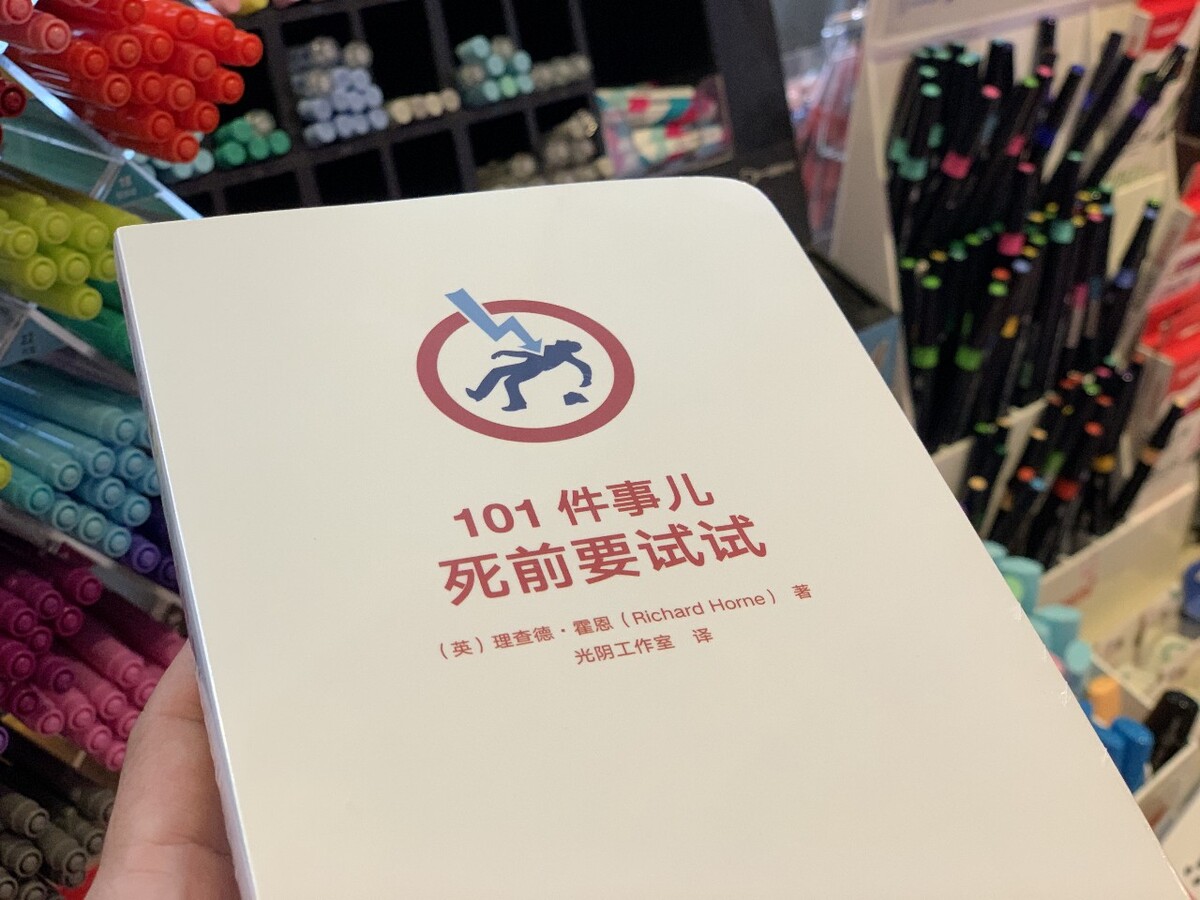 101 件事儿
死前要试试
（英）理查德·霍恩（Richard Horne） 著
光阴工作室 译
22